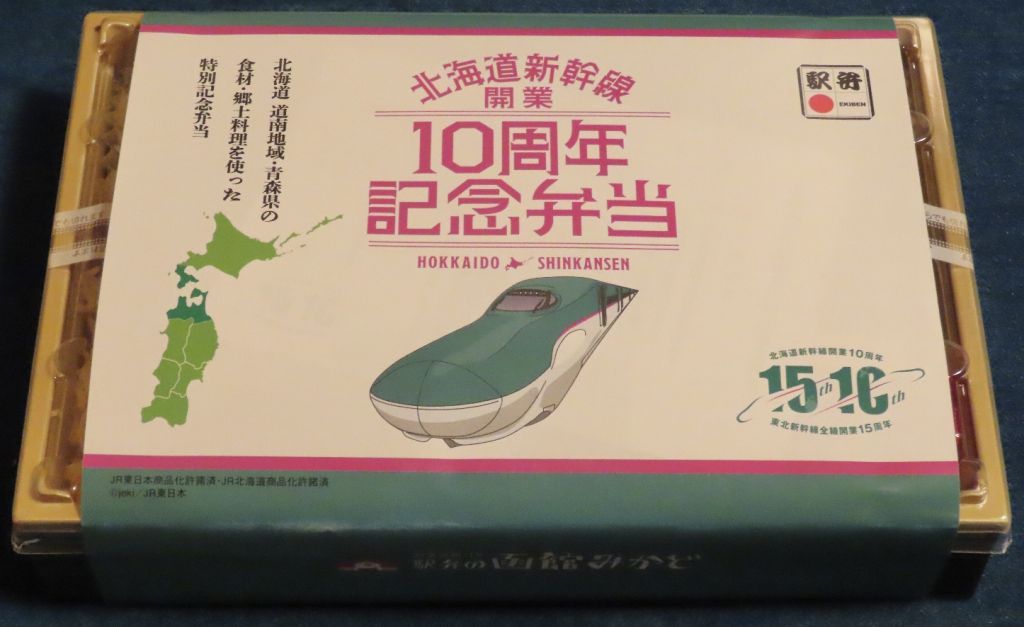 北海道新幹線
開業
10周年
記念弁当
HOKKAIDO SHINKANSEN
北海道 道南地域・青森県の
食材・郷土料理を使った
特別記念弁当
駅弁
EKIBEN
北海道新幹線開業10周年
15th 10th
東北新幹線全線開業15周年
JR東日本商品化許諾済・JR北海道商品化許諾済
©jeki／JR東日本
駅弁の函館みかど